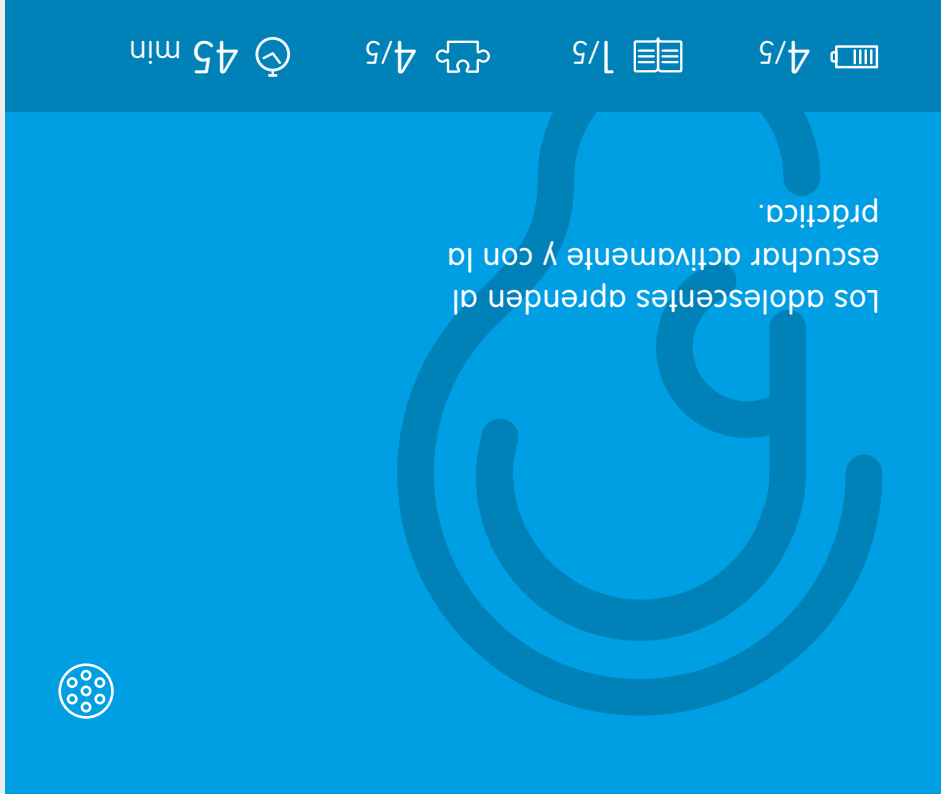 Los adolescentes aprenden al
escuchar activamente y con la
práctica.
4/5 1/5 4/5 45 min